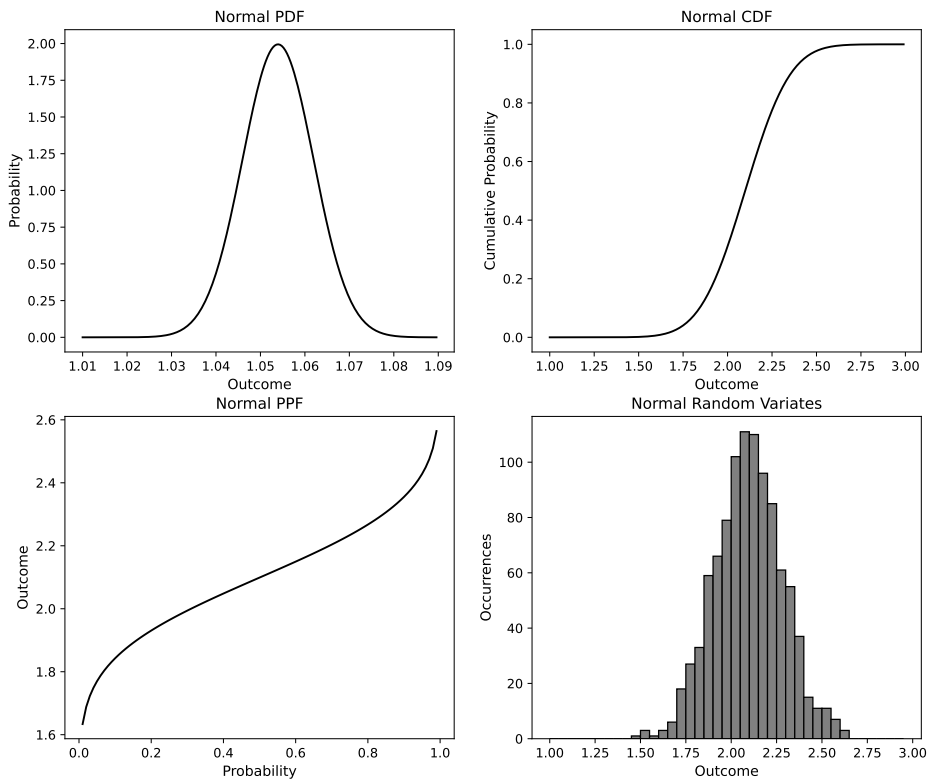 Normal PDF
2.00
1.75
1.50
1.25
1.00
0.75
0.50
0.25
0.00
Probability
1.01 1.02 1.03 1.04 1.05 1.06 1.07 1.08 1.09
Outcome
Normal CDF
1.0
0.8
0.6
0.4
0.2
0.0
Cumulative Probability
1.00 1.25 1.50 1.75 2.00 2.25 2.50 2.75 3.00
Outcome
Normal PPF
2.6
2.4
2.2
2.0
1.8
1.6
Outcome
0.0 0.2 0.4 0.6 0.8 1.0
Probability
Normal Random Variates
100
80
60
40
20
0
Occurrences
1.00 1.25 1.50 1.75 2.00 2.25 2.50 2.75 3.00
Outcome